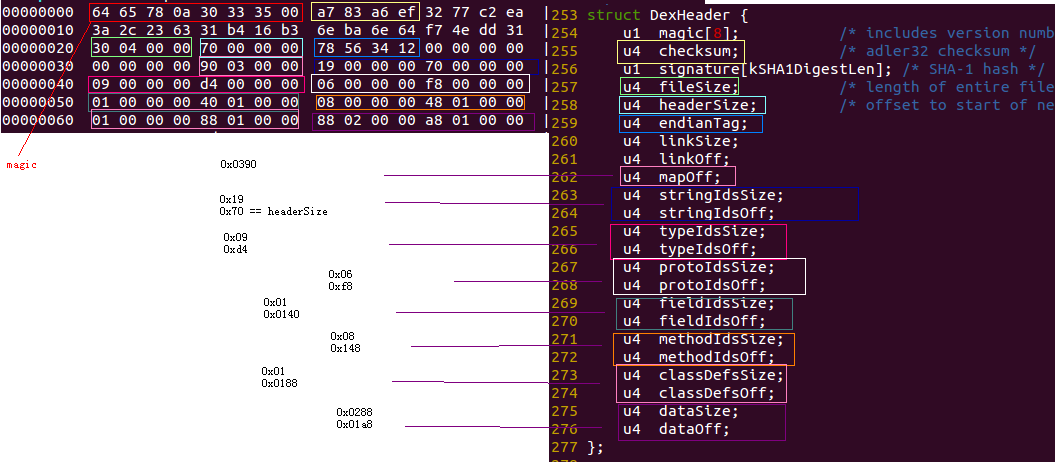 00000000 64 65 78 0a 30 33 35 00 a7 83 a6 ef 32 77 c2 ea
00000010 3a 2c 23 63 31 b4 16 b3 6e ba 6e 64 f7 4e dd 31
00000020 30 04 00 00 70 00 00 00 78 56 34 12 00 00 00 00
00000030 00 00 00 00 90 03 00 00 19 00 00 00 70 00 00 00
00000040 09 00 00 00 d4 00 00 00 06 00 00 00 f8 00 00 00
00000050 01 00 00 00 40 01 00 00 08 00 00 00 48 01 00 00
00000060 01 00 00 00 88 01 00 00 88 02 00 00 a8 01 00 00
magic
0x0390
0x19
0x70 == headerSize
0x09
0xd4
0x06
0xf8
0x01
0x0140
0x08
0x148
0x01
0x0188
0x0288
0x01a8
253 struct DexHeader {
254 u1 magic[8]; /* includes version numb
255 u4 checksum; /* adler32 checksum */
256 u1 signature[kSHA1DigestLen]; /* SHA-1 hash */
257 u4 fileSize; /* length of entire file
258 u4 headerSize; /* offset to start of ne
259 u4 endianTag;
260 u4 linkSize;
261 u4 linkOff;
262 u4 mapOff;
263 u4 stringIdsSize;
264 u4 stringIdsOff;
265 u4 typeIdsSize;
266 u4 typeIdsOff;
267 u4 protoIdsSize;
268 u4 protoIdsOff;
269 u4 fieldIdsSize;
270 u4 fieldIdsOff;
271 u4 methodIdsSize;
272 u4 methodIdsOff;
273 u4 classDefsSize;
274 u4 classDefsOff;
275 u4 dataSize;
276 u4 dataOff;
277 };